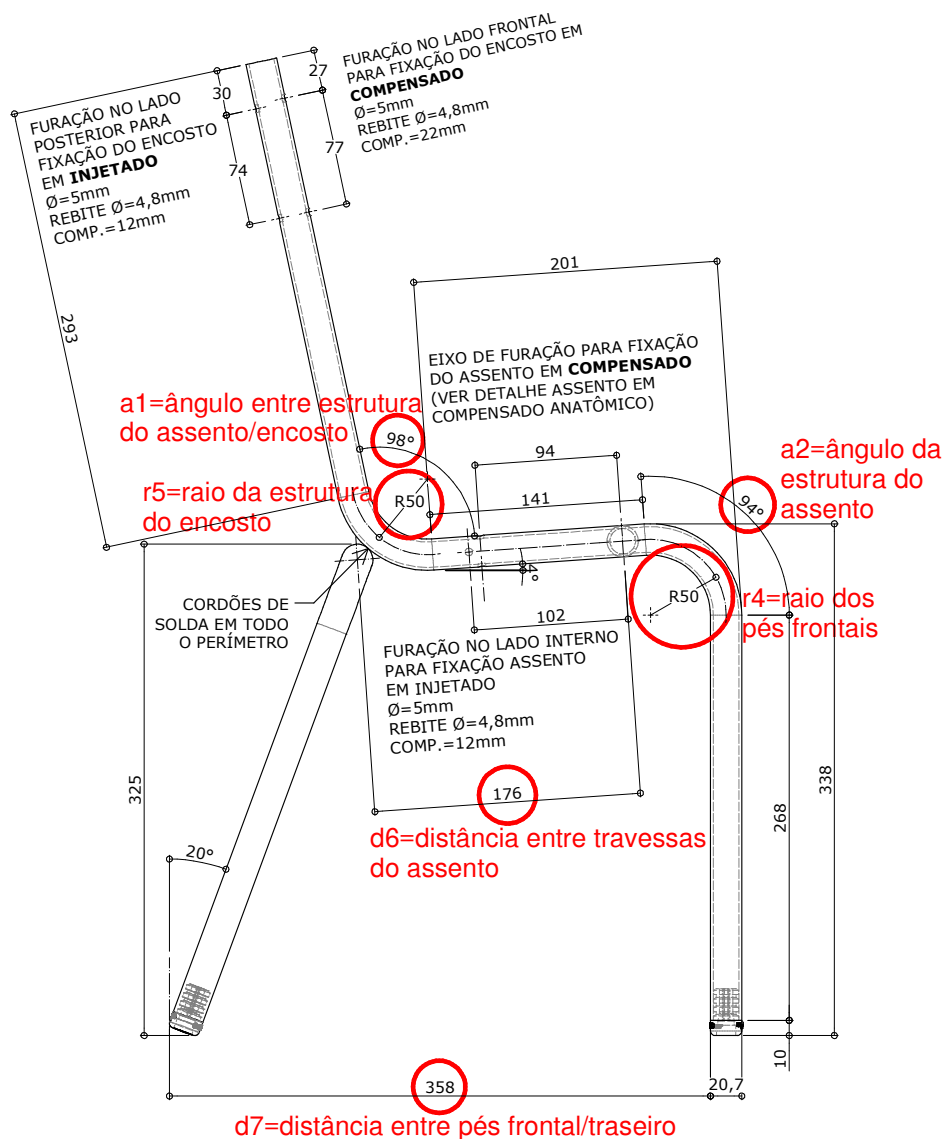 FURAÇÃO NO LADO
POSTERIOR PARA
FIXAÇÃO DO ENCOSTO
EM INJETADO
Ø=5mm
REBITE Ø=4,8mm
COMP.=12mm
30
74
27
77
FURAÇÃO NO LADO FRONTAL
PARA FIXAÇÃO DO ENCOSTO EM
COMPENSADO
Ø=5mm
REBITE Ø=4,8mm
COMP.=22mm
293
201
EIXO DE FURAÇÃO PARA FIXAÇÃO
DO ASSENTO EM COMPENSADO
(VER DETALHE ASSENTO EM
COMPENSADO ANATÔMICO)
a1=ângulo entre estrutura
do assento/encosto
98°
94
141
a2=ângulo da
estrutura do
assento
94°
r5=raio da estrutura
do encosto
R50
R50
r4=raio dos
pés frontais
CORDÕES DE
SOLDA EM TODO
O PERÍMETRO
102
FURAÇÃO NO LADO INTERNO
PARA FIXAÇÃO ASSENTO
EM INJETADO
Ø=5mm
REBITE Ø=4,8mm
COMP.=12mm
176
d6=distância entre travessas
do assento
325
20°
268
338
10
358
20,7
d7=distância entre pés frontal/traseiro